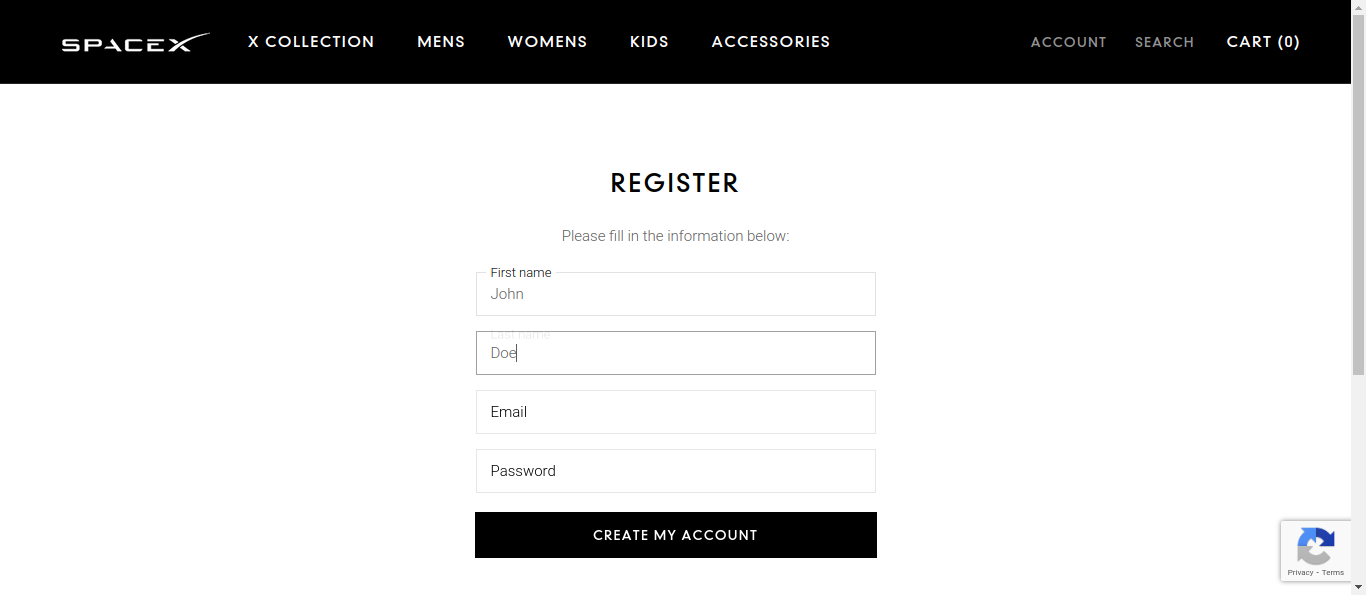 SPACEX X COLLECTION MENS WOMENS KIDS ACCESSORIES ACCOUNT SEARCH CART (0)
REGISTER
Please fill in the information below:
First name
John
Last name
Doe
Email
Password
CREATE MY ACCOUNT
Privacy - Terms